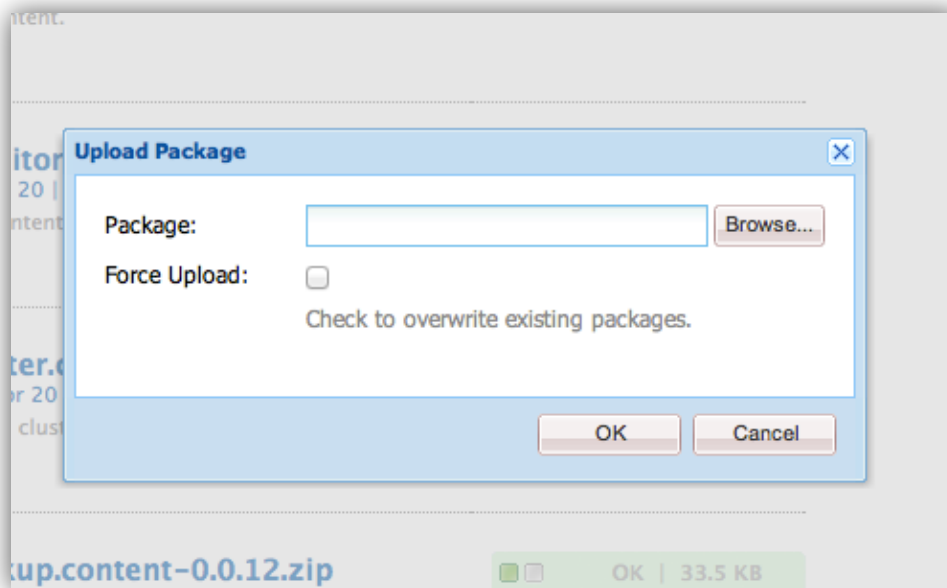 ntent.
itor
20 |
ntent
Upload Package
Package:
Browse...
Force Upload:
Check to overwrite existing packages.
ter.c
or 20
clust
OK
Cancel
kup.content-0.0.12.zip
OK | 33.5 KB